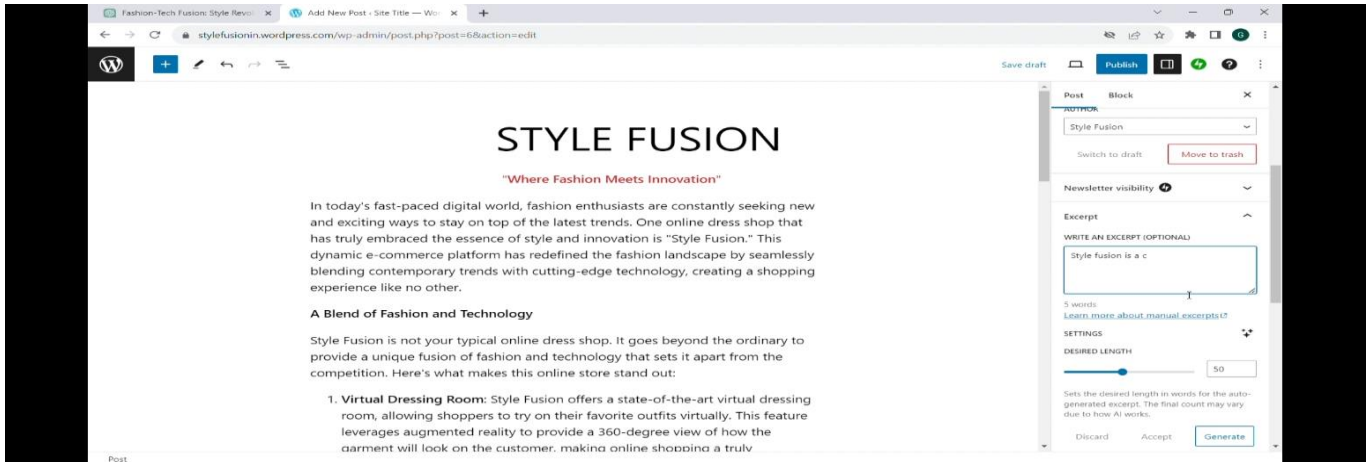 Fashion-Tech Fusion: Style Revol
Add New Post ‹ Site Title — Wor
stylefusionin.wordpress.com/wp-admin/post.php?post=6&action=edit
G
Save draft
Publish
Post Block
AUTHOR
Style Fusion
Switch to draft Move to trash
Newsletter visibility
Excerpt
WRITE AN EXCERPT (OPTIONAL)
Style fusion is a c
5 words
Learn more about manual excerpts
SETTINGS
DESIRED LENGTH
50
Sets the desired length in words for the auto-
generated excerpt. The final count may vary
due to how AI works.
Discard Accept Generate
STYLE FUSION
"Where Fashion Meets Innovation"
In today's fast-paced digital world, fashion enthusiasts are constantly seeking new
and exciting ways to stay on top of the latest trends. One online dress shop that
has truly embraced the essence of style and innovation is "Style Fusion." This
dynamic e-commerce platform has redefined the fashion landscape by seamlessly
blending contemporary trends with cutting-edge technology, creating a shopping
experience like no other.
A Blend of Fashion and Technology
Style Fusion is not your typical online dress shop. It goes beyond the ordinary to
provide a unique fusion of fashion and technology that sets it apart from the
competition. Here's what makes this online store stand out:
1. Virtual Dressing Room: Style Fusion offers a state-of-the-art virtual dressing
room, allowing shoppers to try on their favorite outfits virtually. This feature
leverages augmented reality to provide a 360-degree view of how the
garment will look on the customer, making online shopping a truly
Post